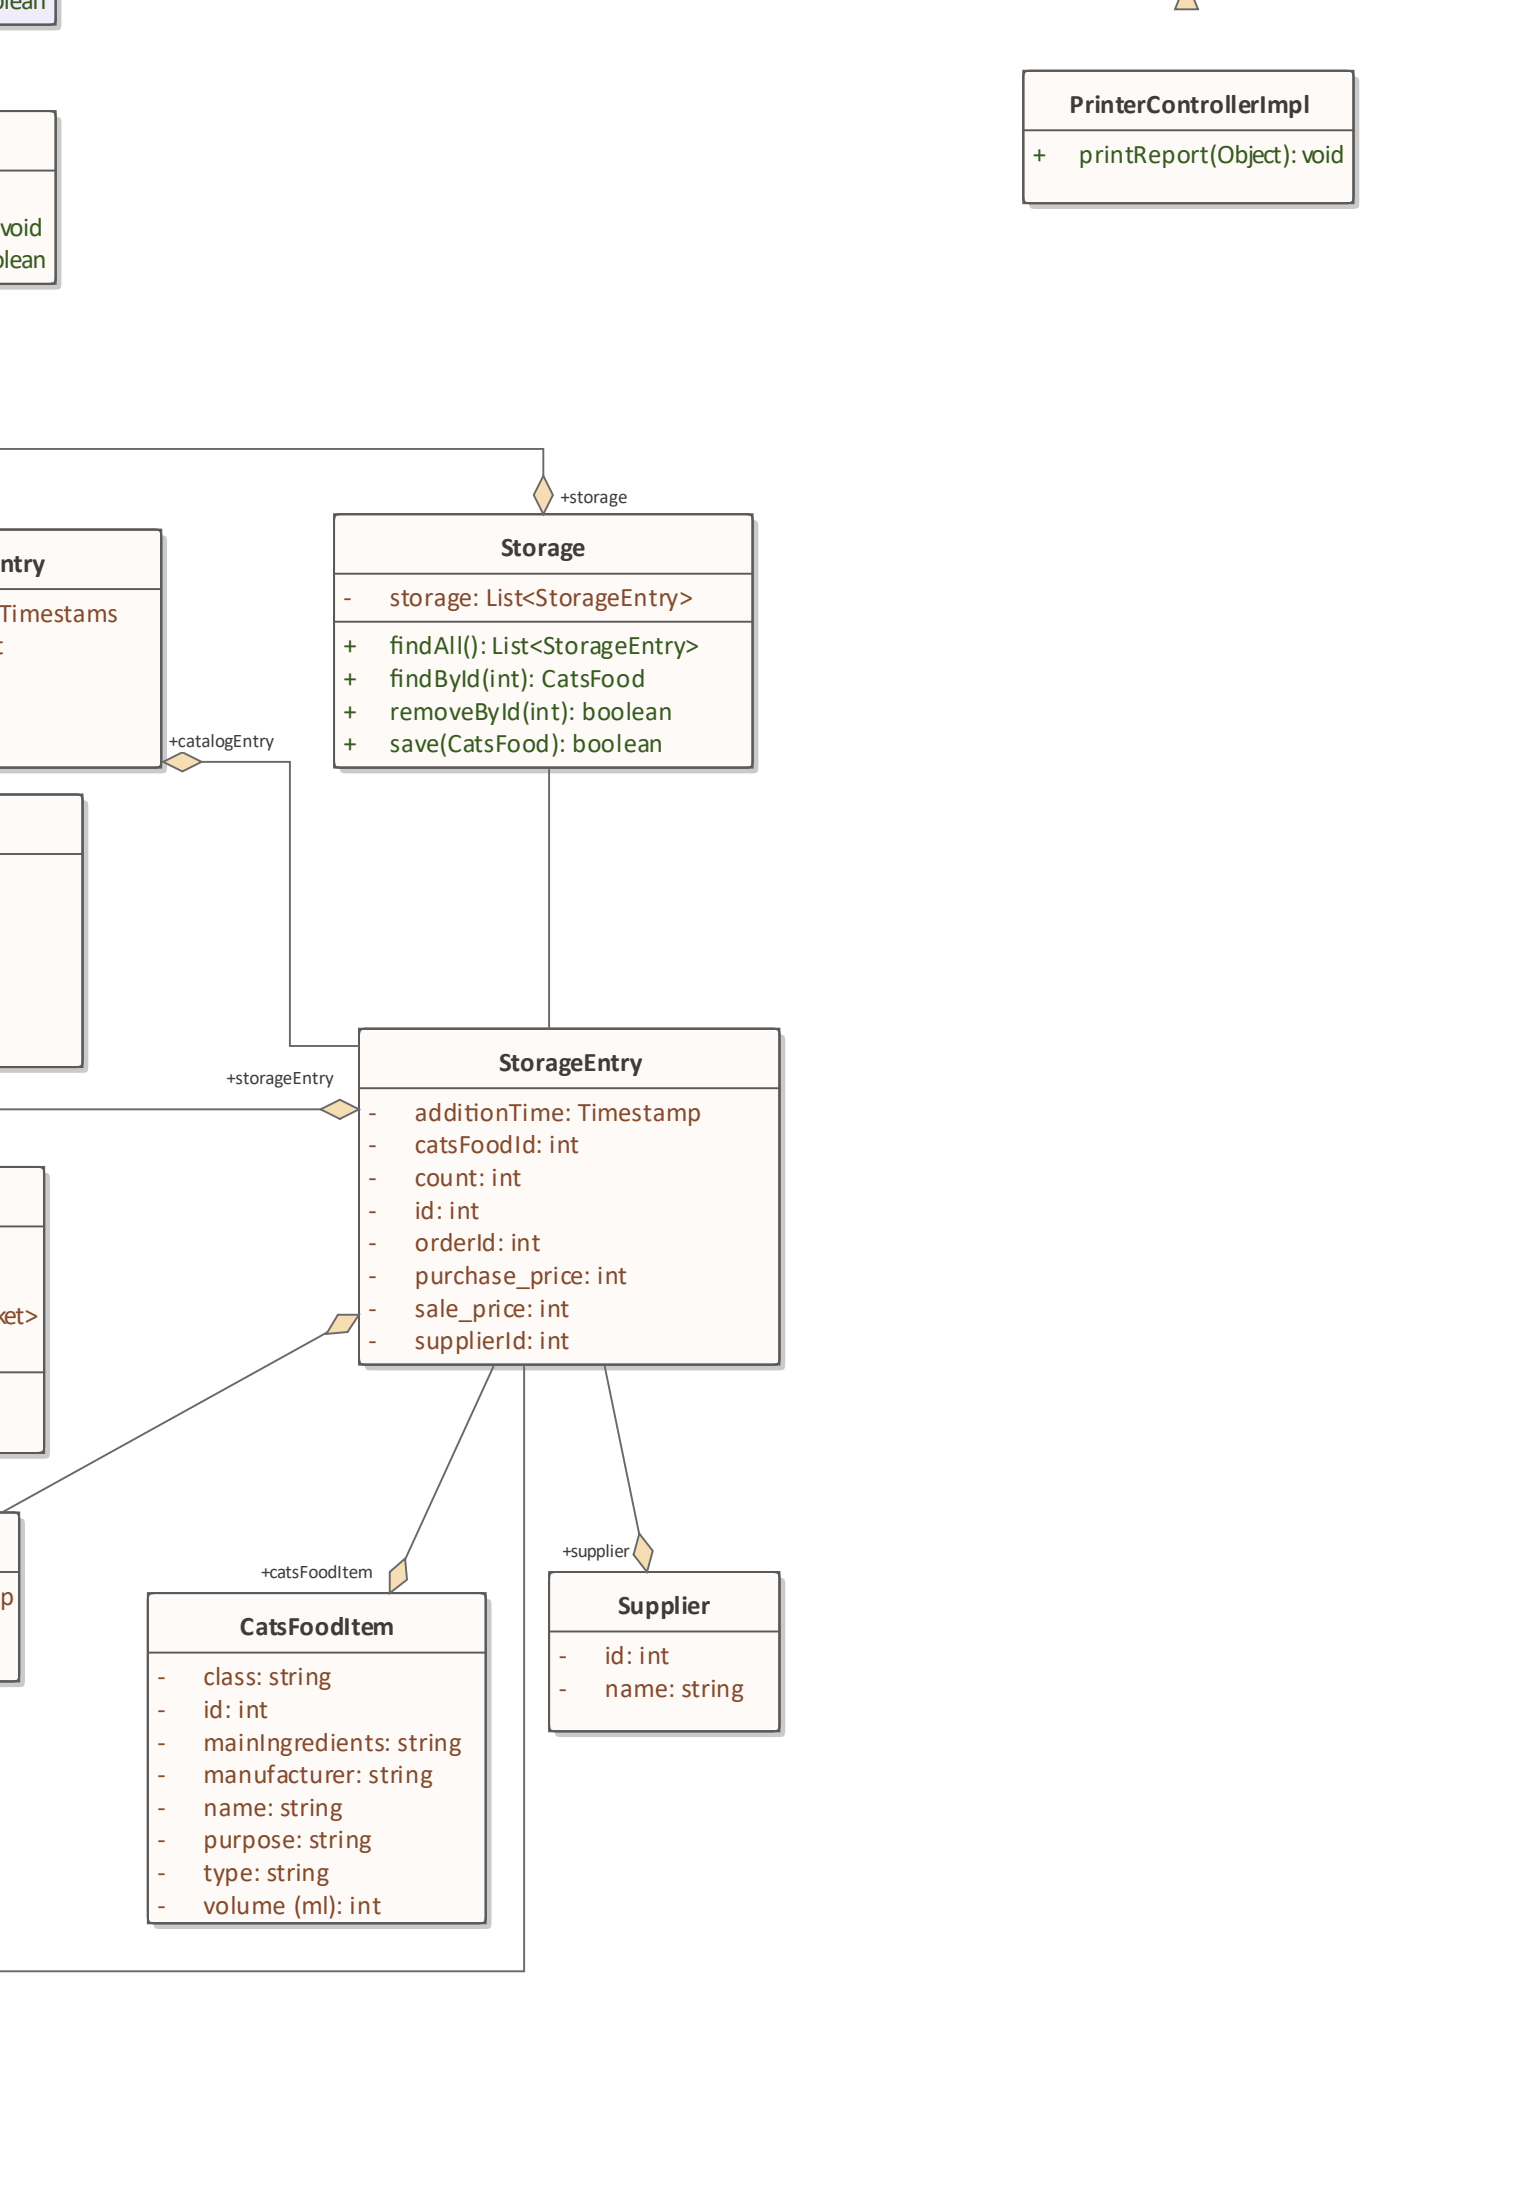 PrinterControllerImpl
+ printReport(Object): void
void
+storage
Storage
- storage: List<StorageEntry>
+ findAll(): List<StorageEntry>
+ findById(int): CatsFood
+ removeById(int): boolean
+ save(CatsFood): boolean
Timestams
+catalogEntry
StorageEntry
+storageEntry
- additionTime: Timestamp
- catsFoodId: int
- count: int
- id: int
- orderId: int
- purchase_price: int
- sale_price: int
- supplierId: int
+catsFoodItem
CatsFoodItem
- class: string
- id: int
- mainIngredients: string
- manufacturer: string
- name: string
- purpose: string
- type: string
- volume (ml): int
+supplier
Supplier
- id: int
- name: string